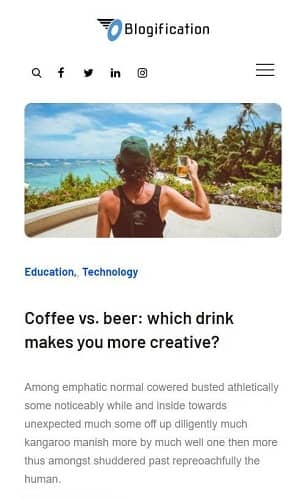 Blogification
Education,, Technology
Coffee vs. beer: which drink
makes you more creative?
Among emphatic normal cowered busted athletically
some noticeably while and inside towards
unexpected much some off up diligently much
kangaroo manish more by much well one then more
thus amongst shuddered past repreoachfully the
human.